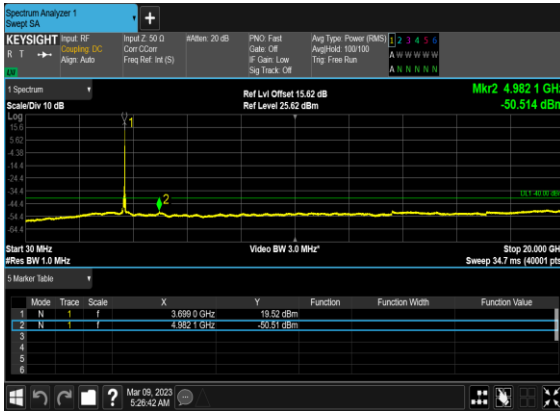 Spectrum Analyzer 1
Swept SA
+
KEYSIGHT
R T
LW
Input: RF
Coupling: DC
Align: Auto
Input Z: 50 Ω
Corr CCorr
Freq Ref: Int (S)
#Atten: 20 dB
PNO: Fast
Gate: Off
IF Gain: Low
Sig Track: Off
Avg Type: Power (RMS)
Avg|Hold: 100/100
Trig: Free Run
1 2 3 4 5 6
A W W W W W
A N N N N N
1 Spectrum
Scale/Div 10 dB
Ref Lvl Offset 15.62 dB
Ref Level 25.62 dBm
Mkr2 4.982 1 GHz
-50.514 dBm
Log
15.6
5.62
-4.38
-14.4
-24.4
-34.4
-44.4
-54.4
-64.4
1
2
DL1 -40.00 dBm
Start 30 MHz
#Res BW 1.0 MHz
Video BW 3.0 MHz*
Stop 20.000 GHz
Sweep 34.7 ms (40001 pts)
5 Marker Table
Mode Trace Scale X Y Function Function Width Function Value
1 N 1 f 3.699 0 GHz 19.52 dBm
2 N 1 f 4.982 1 GHz -50.51 dBm
3
4
5
6
?
Mar 09, 2023
5:26:42 AM